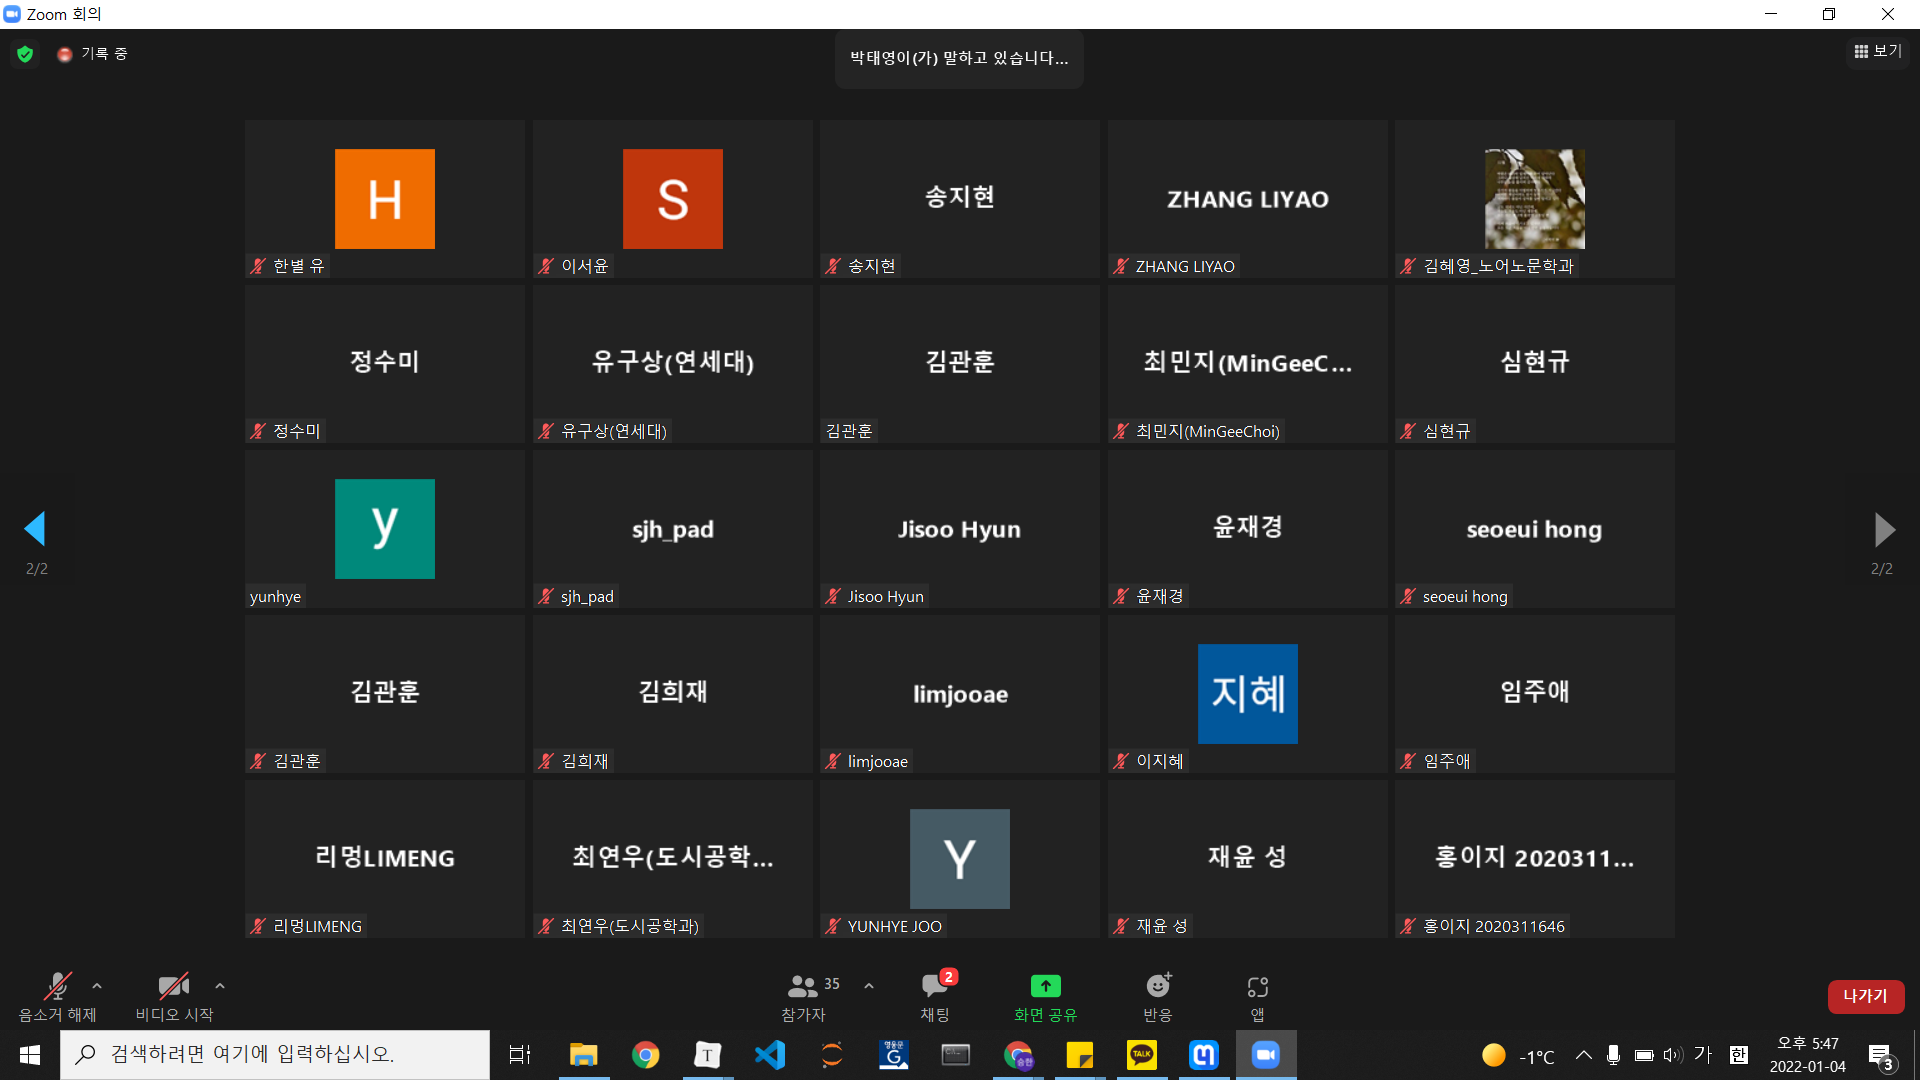 Zoom 회의
기록 중
박태영이(가) 말하고 있습니다...
보기
H
한별 유
S
이서윤
송지현
송지현
ZHANG LIYAO
ZHANG LIYAO
김혜영_노어노문학과
정수미
정수미
유구상(연세대)
유구상(연세대)
김관훈
김관훈
최민지(MinGeeC...
최민지(MinGeeChoi)
심현규
심현규
2/2
y
yunhye
sjh_pad
sjh_pad
Jisoo Hyun
Jisoo Hyun
윤재경
윤재경
seoeui hong
seoeui hong
2/2
김관훈
김관훈
김희재
김희재
limjooae
limjooae
지혜
이지혜
임주애
임주애
리멍LIMENG
리멍LIMENG
최연우(도시공학...
최연우(도시공학과)
Y
YUNHYE JOO
재윤 성
재윤 성
홍이지 2020311...
홍이지 2020311646
음소거 해제
비디오 시작
35
참가자
2
채팅
화면 공유
반응
앱
나가기
검색하려면 여기에 입력하십시오.
T
영웅문
G
승한
TALK
-1°C
가
한
오후 5:47
2022-01-04
3